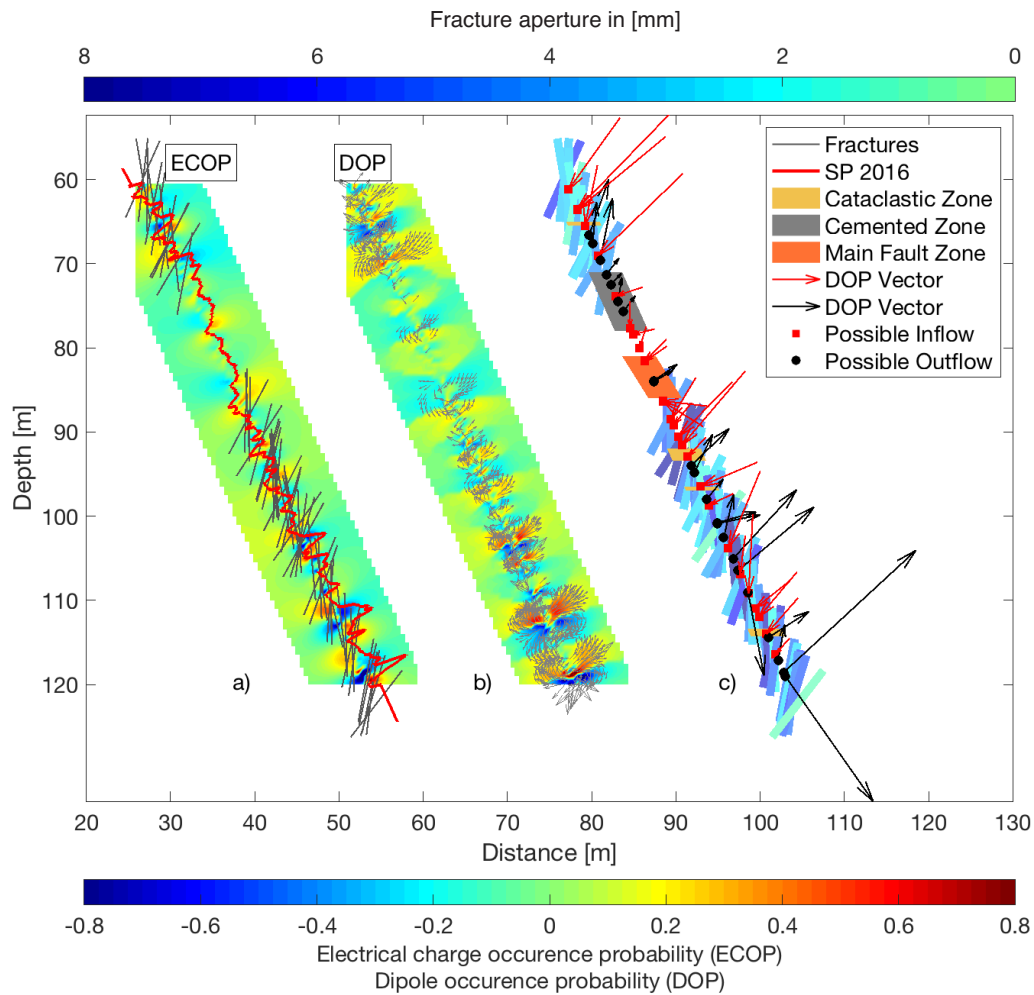 Fracture aperture in [mm]
8 6 4 2 0
ECOP
DOP
Fractures
SP 2016
Cataclastic Zone
Cemented Zone
Main Fault Zone
DOP Vector
DOP Vector
Possible Inflow
Possible Outflow
60
70
80
90
100
110
120
Depth [m]
a) b) c)
20 30 40 50 60 70 80 90 100 110 120 130
Distance [m]
-0.8 -0.6 -0.4 -0.2 0 0.2 0.4 0.6 0.8
Electrical charge occurence probability (ECOP)
Dipole occurence probability (DOP)